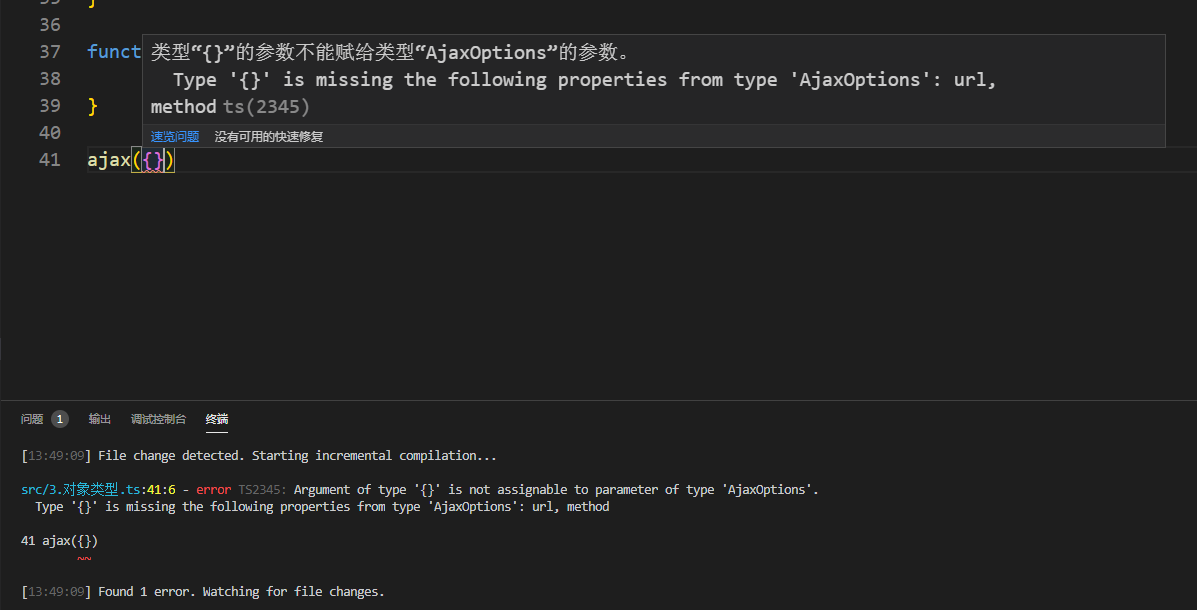 35 }
36
37 funct
类型“{}”的参数不能赋给类型“AjaxOptions”的参数。
Type '{}' is missing the following properties from type 'AjaxOptions': url,
38
39 }
method ts(2345)
40
速览问题 没有可用的快速修复
41 ajax({})
问题 1 输出 调试控制台 终端
[13:49:09] File change detected. Starting incremental compilation...
src/3.对象类型.ts:41:6 - error TS2345: Argument of type '{}' is not assignable to parameter of type 'AjaxOptions'.
Type '{}' is missing the following properties from type 'AjaxOptions': url, method
41 ajax({})
~~
[13:49:09] Found 1 error. Watching for file changes.